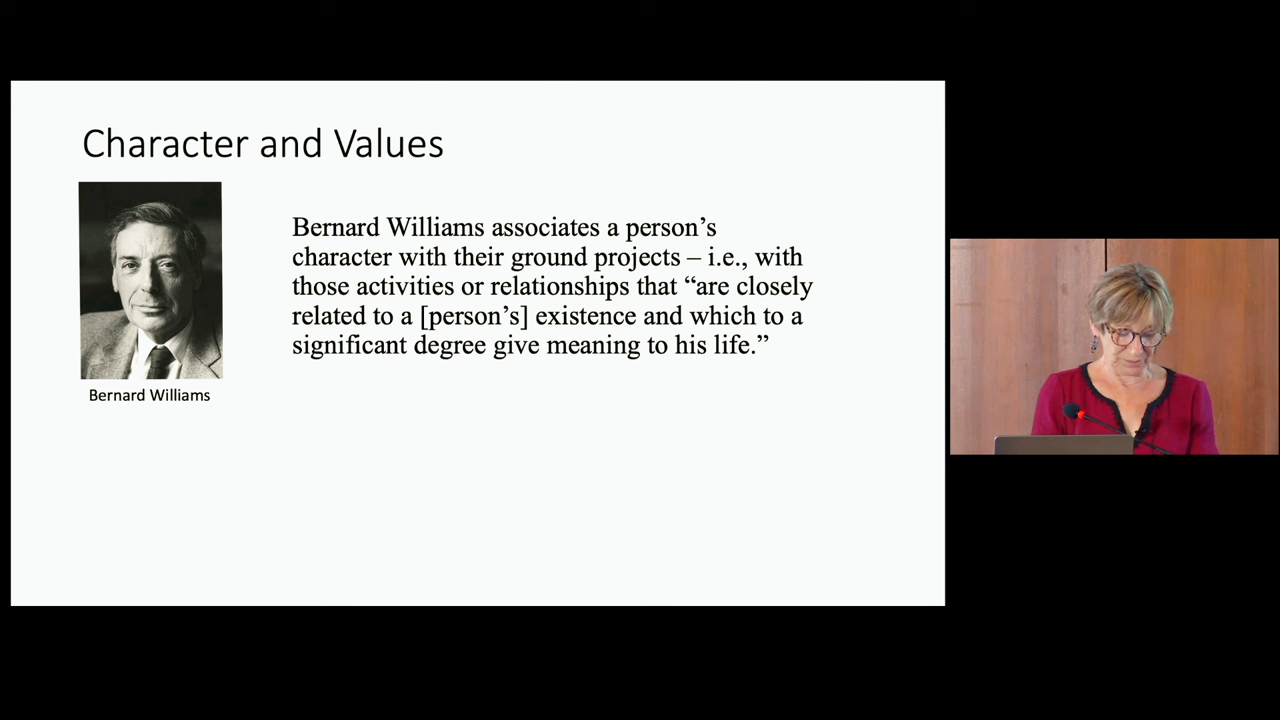 Character and Values
Bernard Williams associates a person’s
character with their ground projects – i.e., with
those activities or relationships that “are closely
related to a [person’s] existence and which to a
significant degree give meaning to his life.”
Bernard Williams